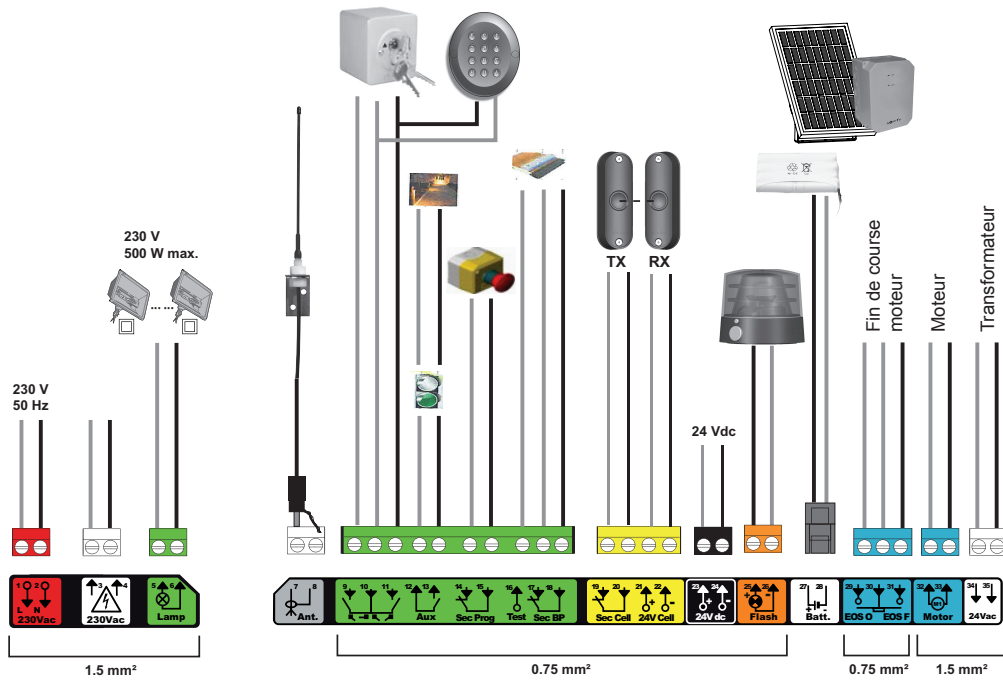 230 V
500 W max.
230 V
50 Hz
TX
RX
24 Vdc
Fin de course
moteur
Moteur
Transformateur
1 2
L N
230Vac
3 4
230Vac
5 6
Lamp
7 8
Ant.
9 10 11
12 13
Aux
14 15
Sec Prog
16
Test
17 18
Sec BP
19 20
Sec Cell
21 22
+ -
24V Cell
23 24
+ -
24V dc
25 26
+ -
Flash
27 28
Batt.
29 30 31
EOS O EOS F
32 33
M1
Motor
34 35
24Vac
1.5 mm²
0.75 mm²
0.75 mm²
1.5 mm²